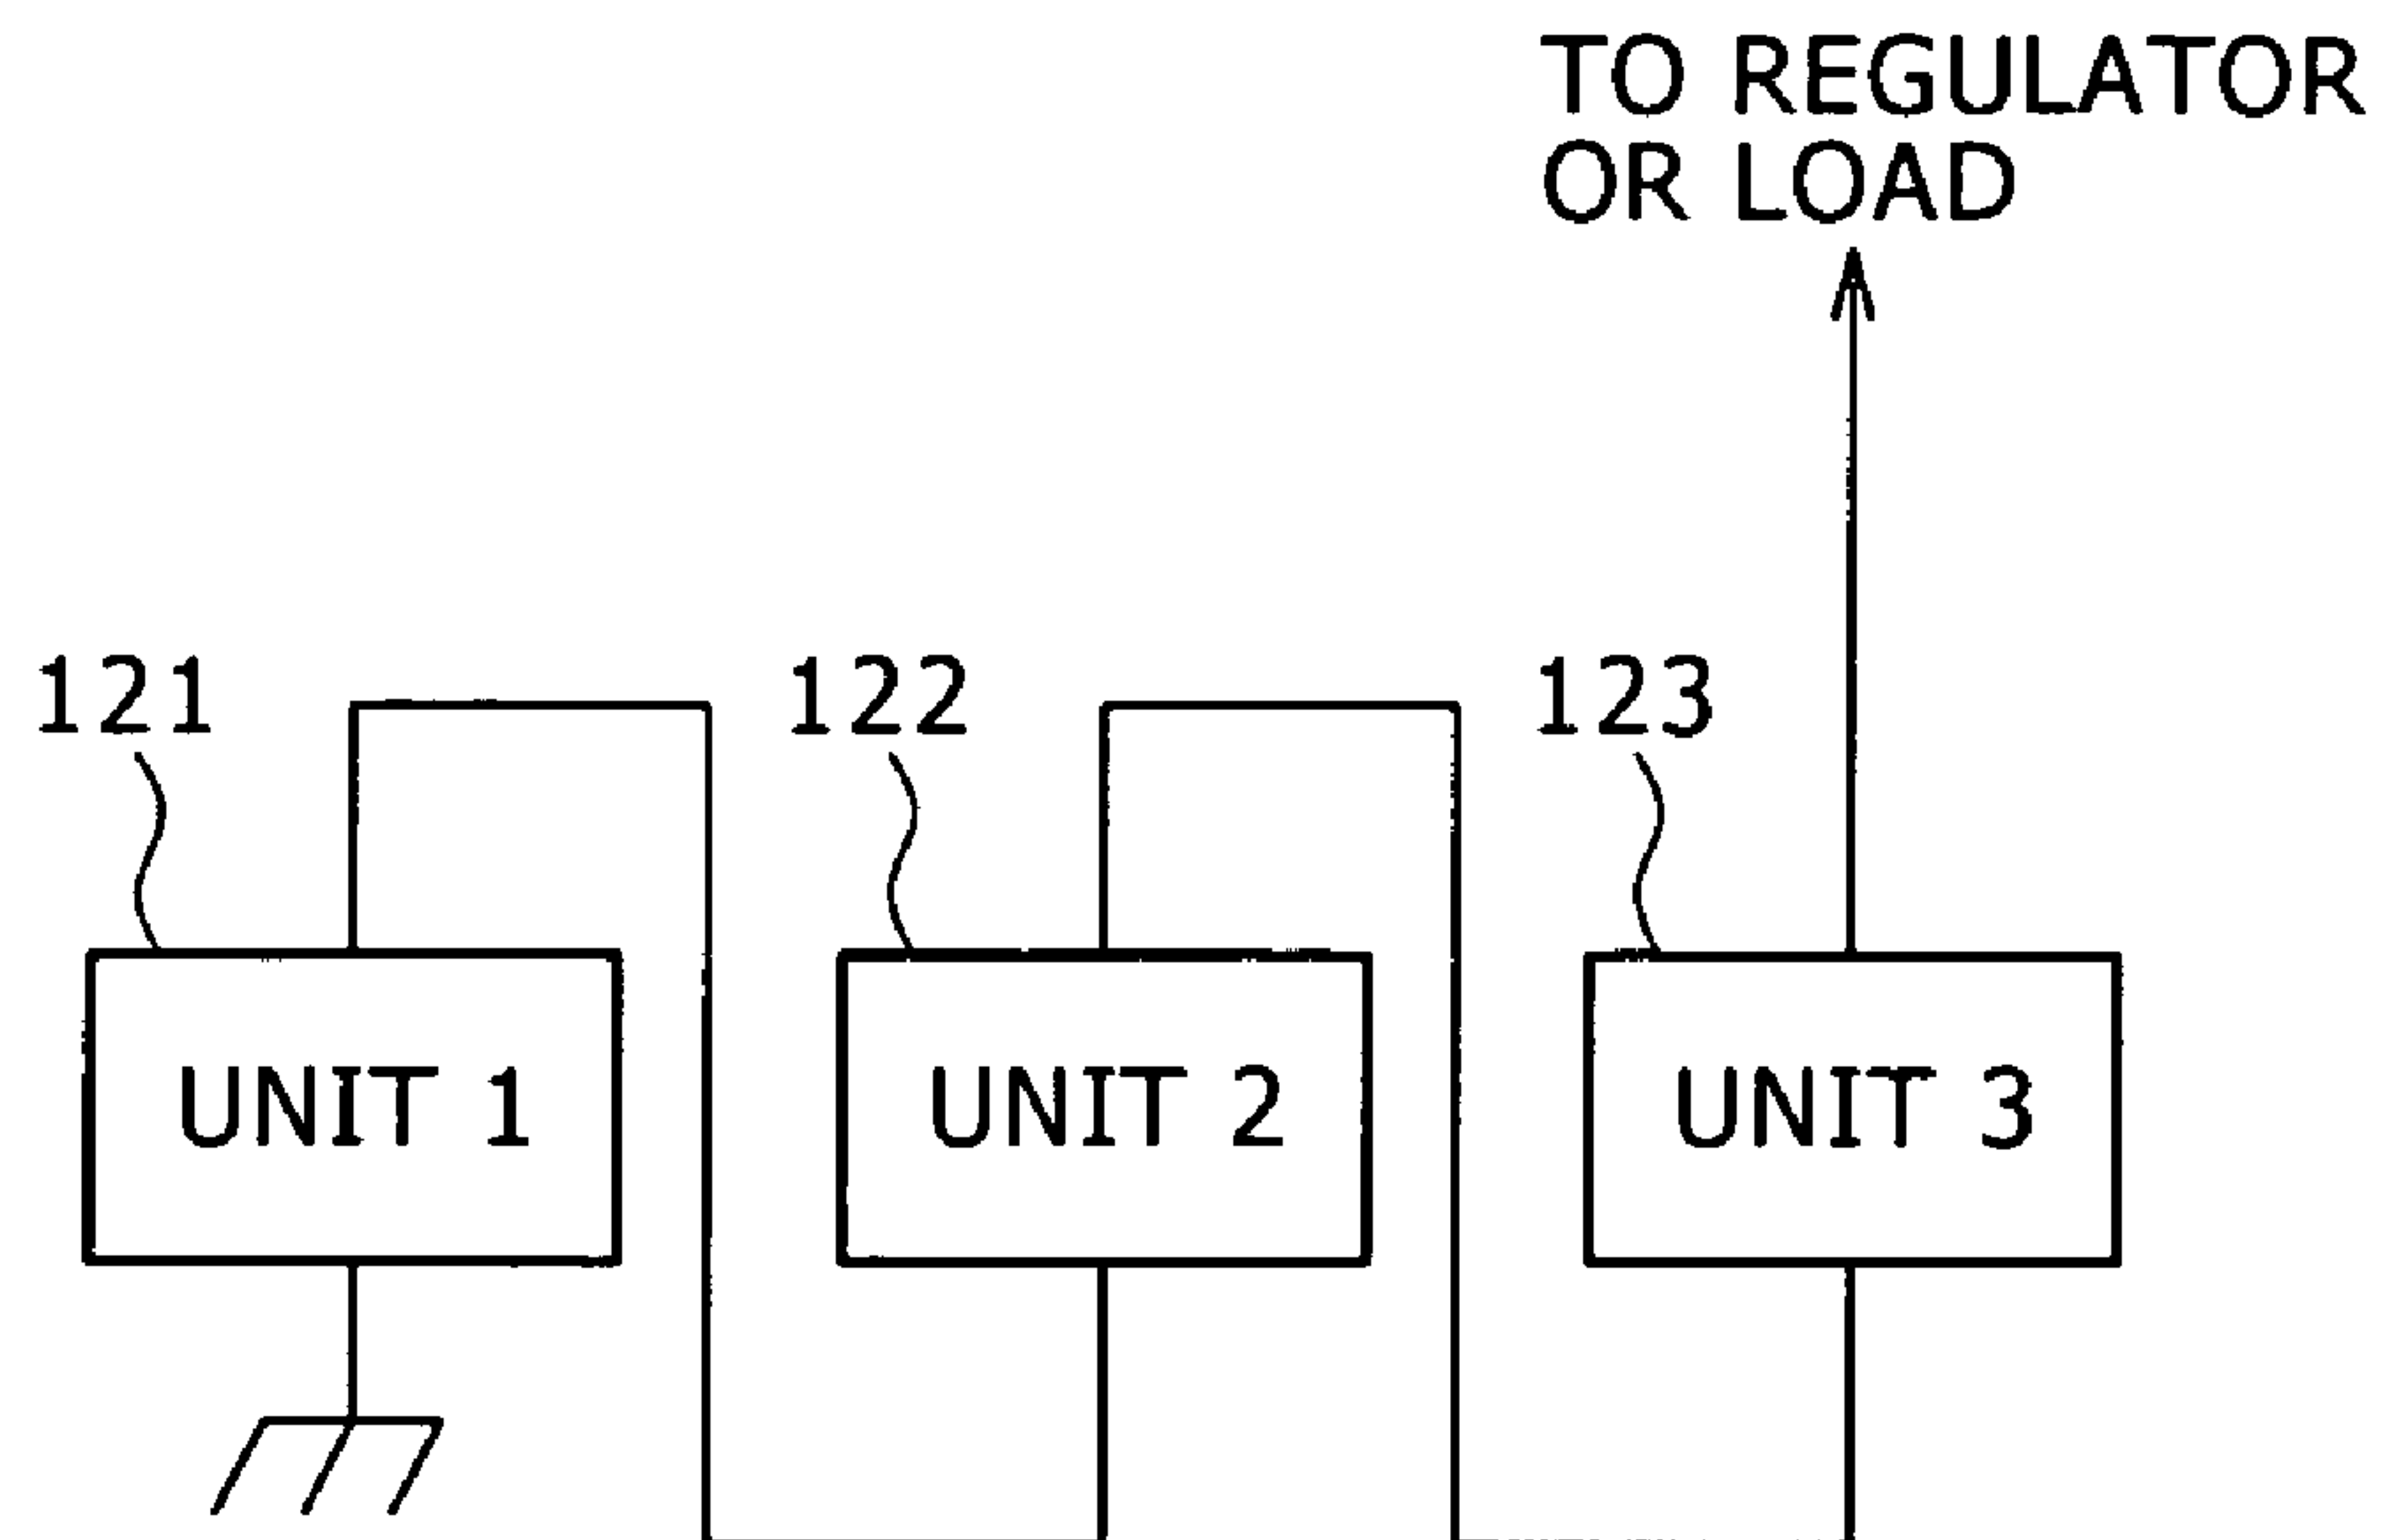 TO REGULATOR
OR LOAD
121
122
123
UNIT 1
UNIT 2
UNIT 3